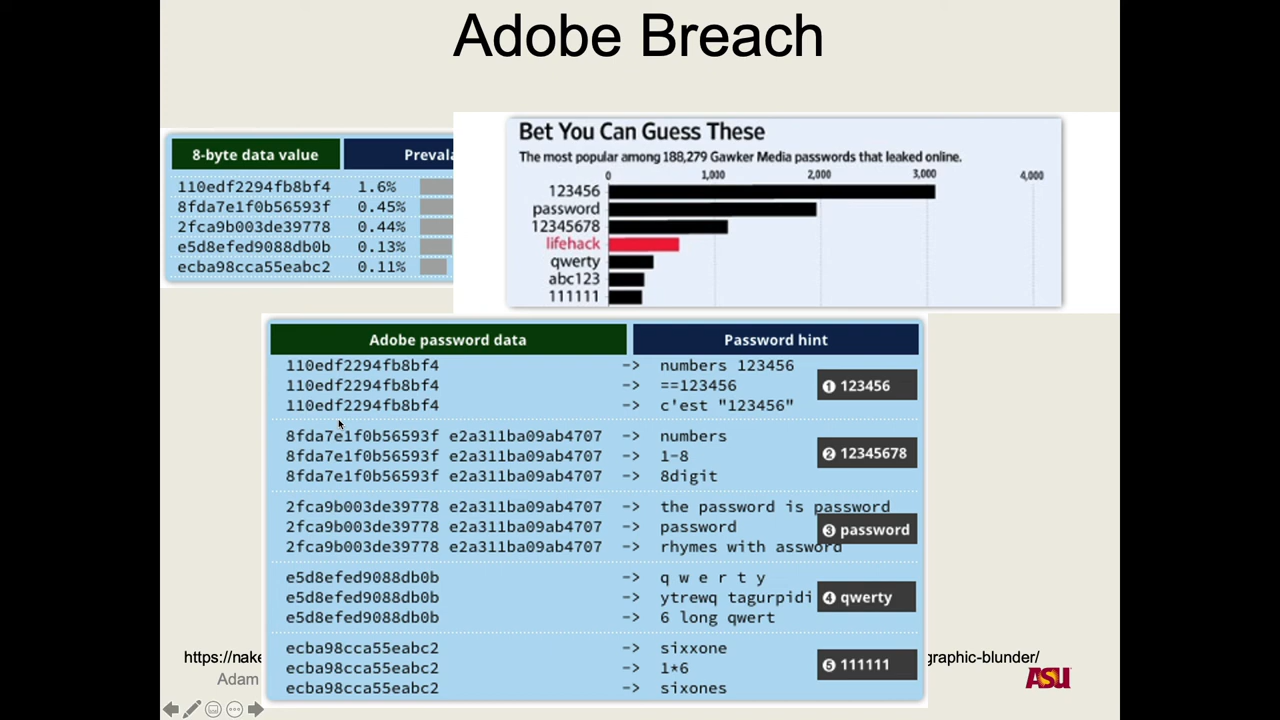 Adobe Breach
8-byte data value Prevala
110edf2294fb8bf4 1.6%
8fda7e1f0b56593f 0.45%
2fca9b003de39778 0.44%
e5d8efed9088db0b 0.13%
ecba98cca55eabc2 0.11%
Bet You Can Guess These
The most popular among 188,279 Gawker Media passwords that leaked online.
0 1,000 2,000 3,000 4,000
123456
password
12345678
lifehack
qwerty
abc123
111111
Adobe password data Password hint
110edf2294fb8bf4 -> numbers 123456
110edf2294fb8bf4 -> ==123456 ❶ 123456
110edf2294fb8bf4 -> c'est "123456"
8fda7e1f0b56593f e2a311ba09ab4707 -> numbers
8fda7e1f0b56593f e2a311ba09ab4707 -> 1-8 ❷ 12345678
8fda7e1f0b56593f e2a311ba09ab4707 -> 8digit
2fca9b003de39778 e2a311ba09ab4707 -> the password is password
2fca9b003de39778 e2a311ba09ab4707 -> password ❸ password
2fca9b003de39778 e2a311ba09ab4707 -> rhymes with assword
e5d8efed9088db0b -> q w e r t y
e5d8efed9088db0b -> ytrewq tagurpidi ❹ qwerty
e5d8efed9088db0b -> 6 long qwert
ecba98cca55eabc2 -> sixxone
ecba98cca55eabc2 -> 1*6 ❺ 111111
ecba98cca55eabc2 -> sixones
https://nake graphic-blunder/
Adam
ASU